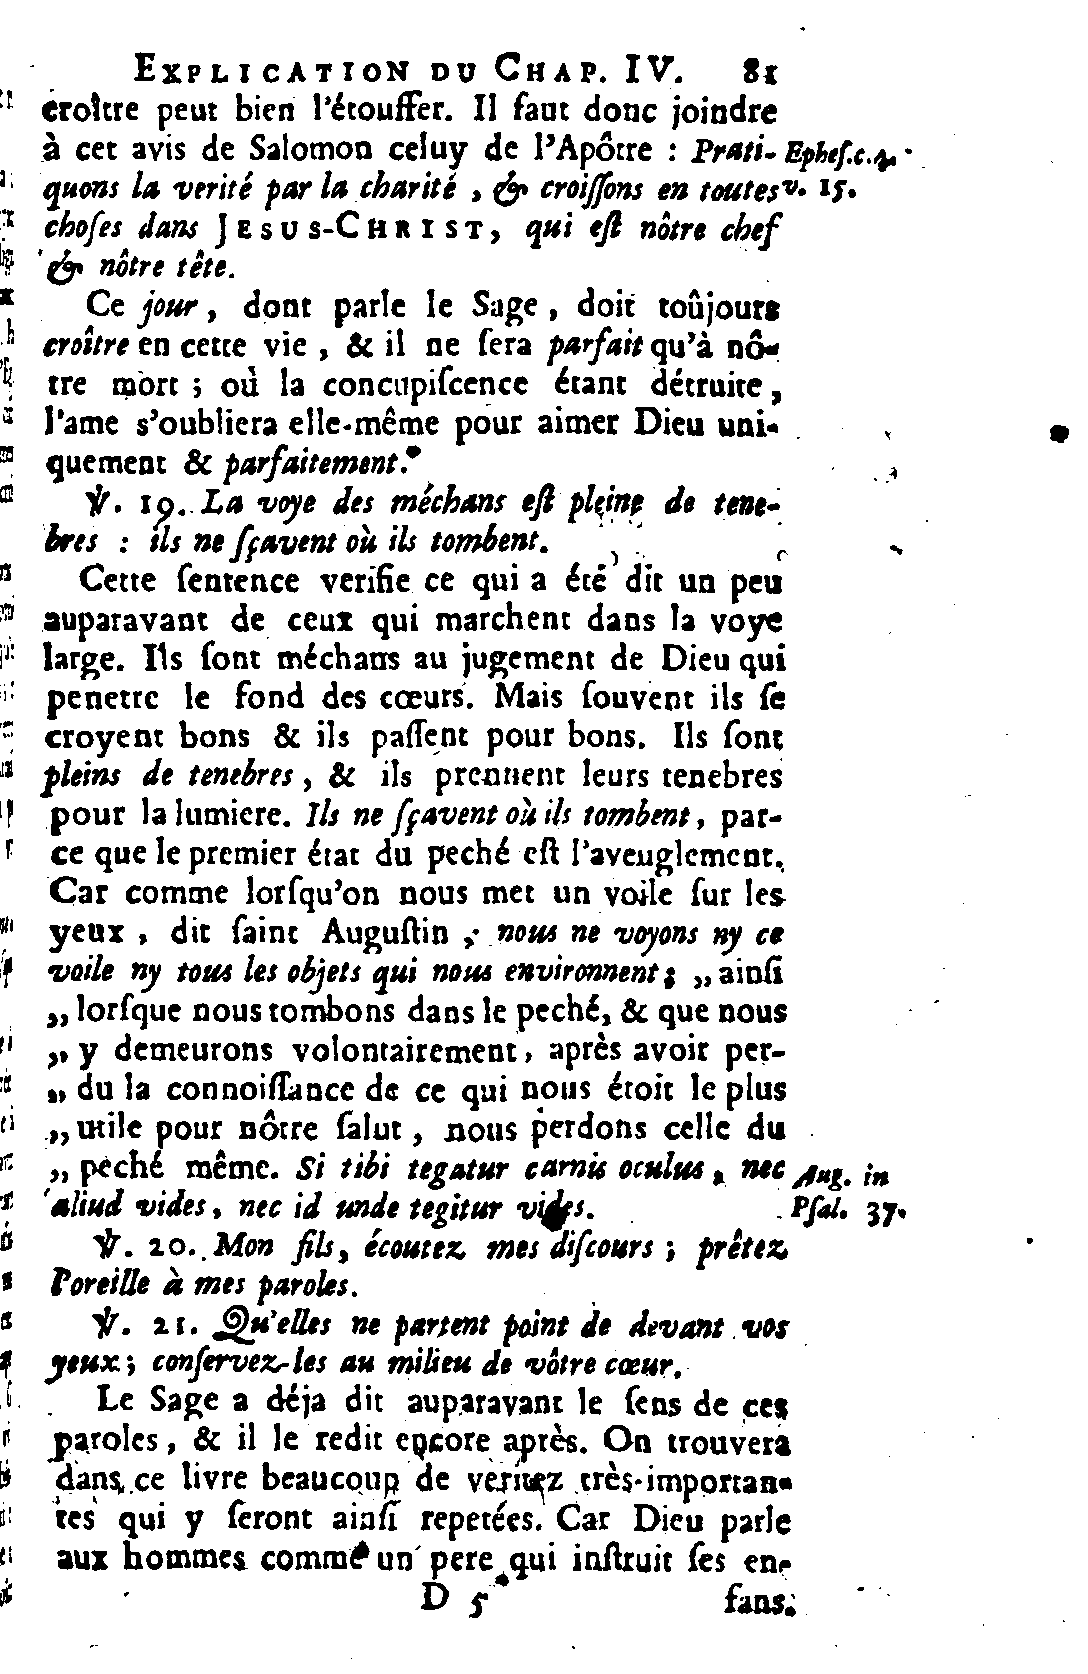 EXPLICATION DU CHAP. IV. 81
croître peut bien l'étouffer. Il faut donc joindre
à cet avis de Salomon celuy de l'Apôtre : Prati- Ephes.c.4.
quons la verité par la charité , & croiſſons en toutes v. 15.
choſes dans JESUS-CHRIST, qui eſt nôtre chef
& nôtre tête.
Ce jour, dont parle le Sage, doit toûjours
croître en cette vie, & il ne ſera parfait qu'à nô-
tre mort ; où la concupiſcence étant détruite,
l'ame s'oubliera elle-même pour aimer Dieu uni-
quement & parfaitement.
℣. 19. La voye des méchans eſt pleine de tene-
bres : ils ne ſçavent où ils tombent.
Cette ſentence verifie ce qui a été dit un peu
auparavant de ceux qui marchent dans la voye
large. Ils ſont méchans au jugement de Dieu qui
penetre le fond des cœurs. Mais ſouvent ils ſe
croyent bons & ils paſſent pour bons. Ils ſont
pleins de tenebres, & ils prennent leurs tenebres
pour la lumiere. Ils ne ſçavent où ils tombent, par-
ce que le premier état du peché eſt l'aveuglement.
Car comme lorſqu'on nous met un voile ſur les
yeux, dit ſaint Auguſtin, nous ne voyons ny ce
voile ny tous les objets qui nous environnent; „ ainſi
„ lorſque nous tombons dans le peché, & que nous
„ y demeurons volontairement, après avoir per-
„ du la connoiſſance de ce qui nous étoit le plus
„ utile pour nôtre ſalut, nous perdons celle du
„ peché même. Si tibi tegatur carnis oculus, nec Aug. in
aliud vides, nec id unde tegitur vides. Pſal. 37.
℣. 20. Mon fils, écoutez mes diſcours ; prêtez
l'oreille à mes paroles.
℣. 21. Qu'elles ne partent point de devant vos
yeux; conſervez-les au milieu de vôtre cœur.
Le Sage a déja dit auparavant le ſens de ces
paroles, & il le redit encore après. On trouvera
dans ce livre beaucoup de veritez très-importan-
tes qui y ſeront ainſi repetées. Car Dieu parle
aux hommes comme un pere qui inſtruit ſes en-
D 5 fans.